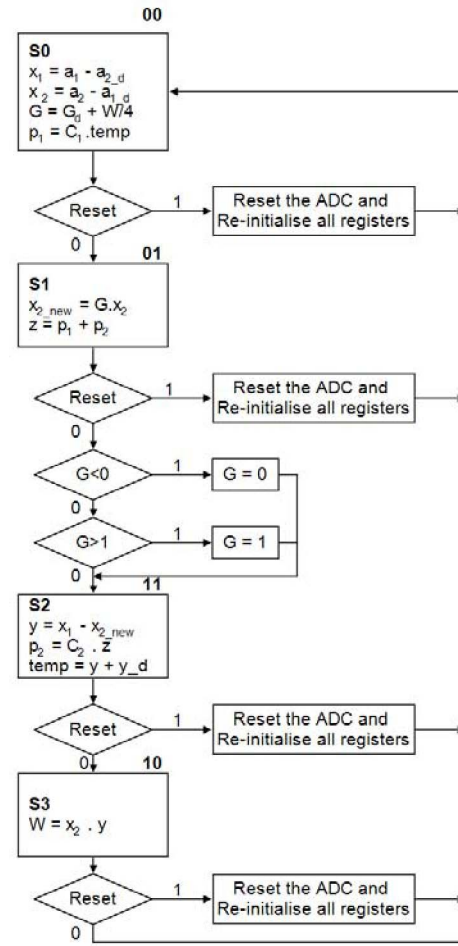 00
S0
x₁ = a₁ - a₂_d
x₂ = a₂ - a₁_d
G = G_d + W/4
p₁ = C₁.temp
Reset
1
Reset the ADC and
Re-initialise all registers
0
01
S1
x₂_new = G.x₂
z = p₁ + p₂
Reset
1
Reset the ADC and
Re-initialise all registers
0
G<0
1
G = 0
0
G>1
1
G = 1
0
11
S2
y = x₁ - x₂_new
p₂ = C₂ . z
temp = y + y_d
Reset
1
Reset the ADC and
Re-initialise all registers
0
10
S3
W = x₂ . y
Reset
1
Reset the ADC and
Re-initialise all registers
0